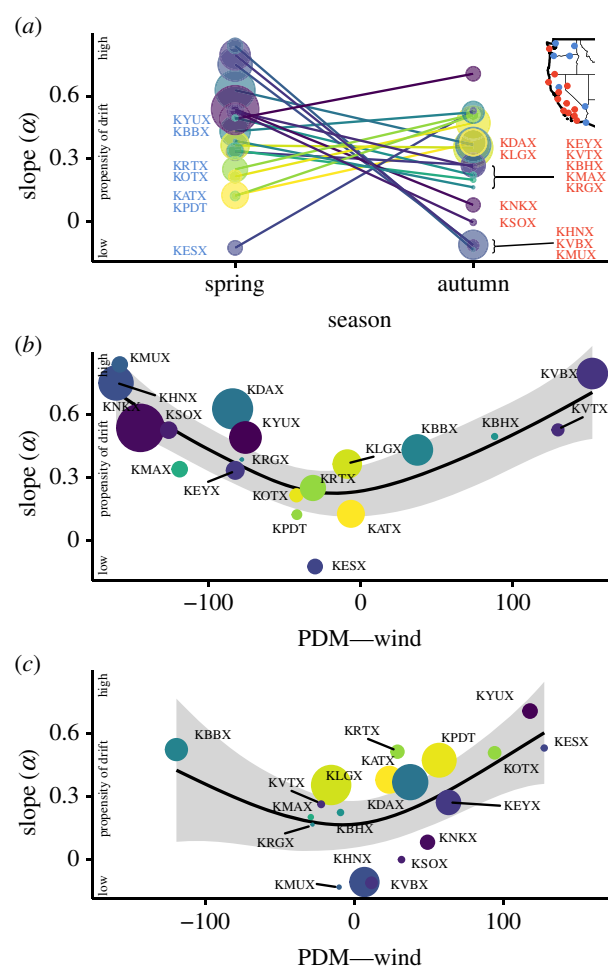 (a)
high
0.6
0.3
0
slope (α)
propensity of drift
low
KYUX
KBBX
KRTX
KOTX
KATX
KPDT
KESX
KDAX
KLGX
KEYX
KVTX
KBHX
KMAX
KRGX
KNKX
KSOX
KHNX
KVBX
KMUX
spring
autumn
season
(b)
high
0.6
0.3
0
slope (α)
propensity of drift
low
KMUX
KHNX
KDAX
KVBX
KNKX
KSOX
KYUX
KBBX
KBHX
KVTX
KLGX
KRGX
KMAX
KEYX
KRTX
KOTX
KPDT
KATX
KESX
−100
0
100
PDM—wind
(c)
high
0.6
0.3
0
slope (α)
propensity of drift
low
KYUX
KBBX
KRTX
KPDT
KESX
KATX
KLGX
KOTX
KVTX
KMAX
KDAX
KEYX
KBHX
KRGX
KNKX
KHNX
KSOX
KMUX
KVBX
−100
0
100
PDM—wind